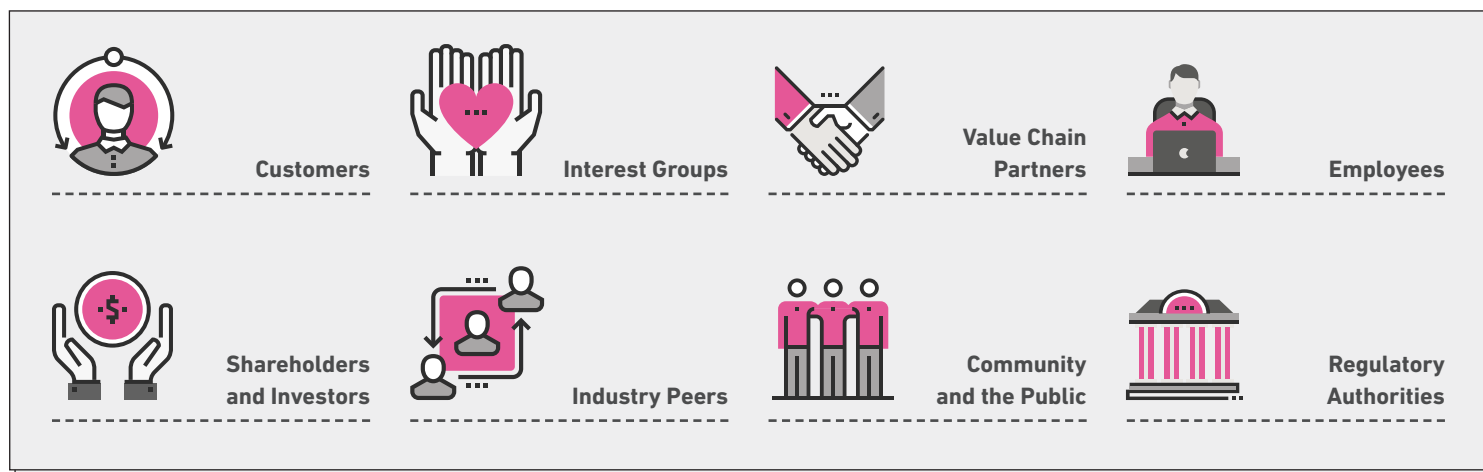 Customers
Interest Groups
Value Chain
Partners
Employees
$
Shareholders
and Investors
Industry Peers
Community
and the Public
Regulatory
Authorities